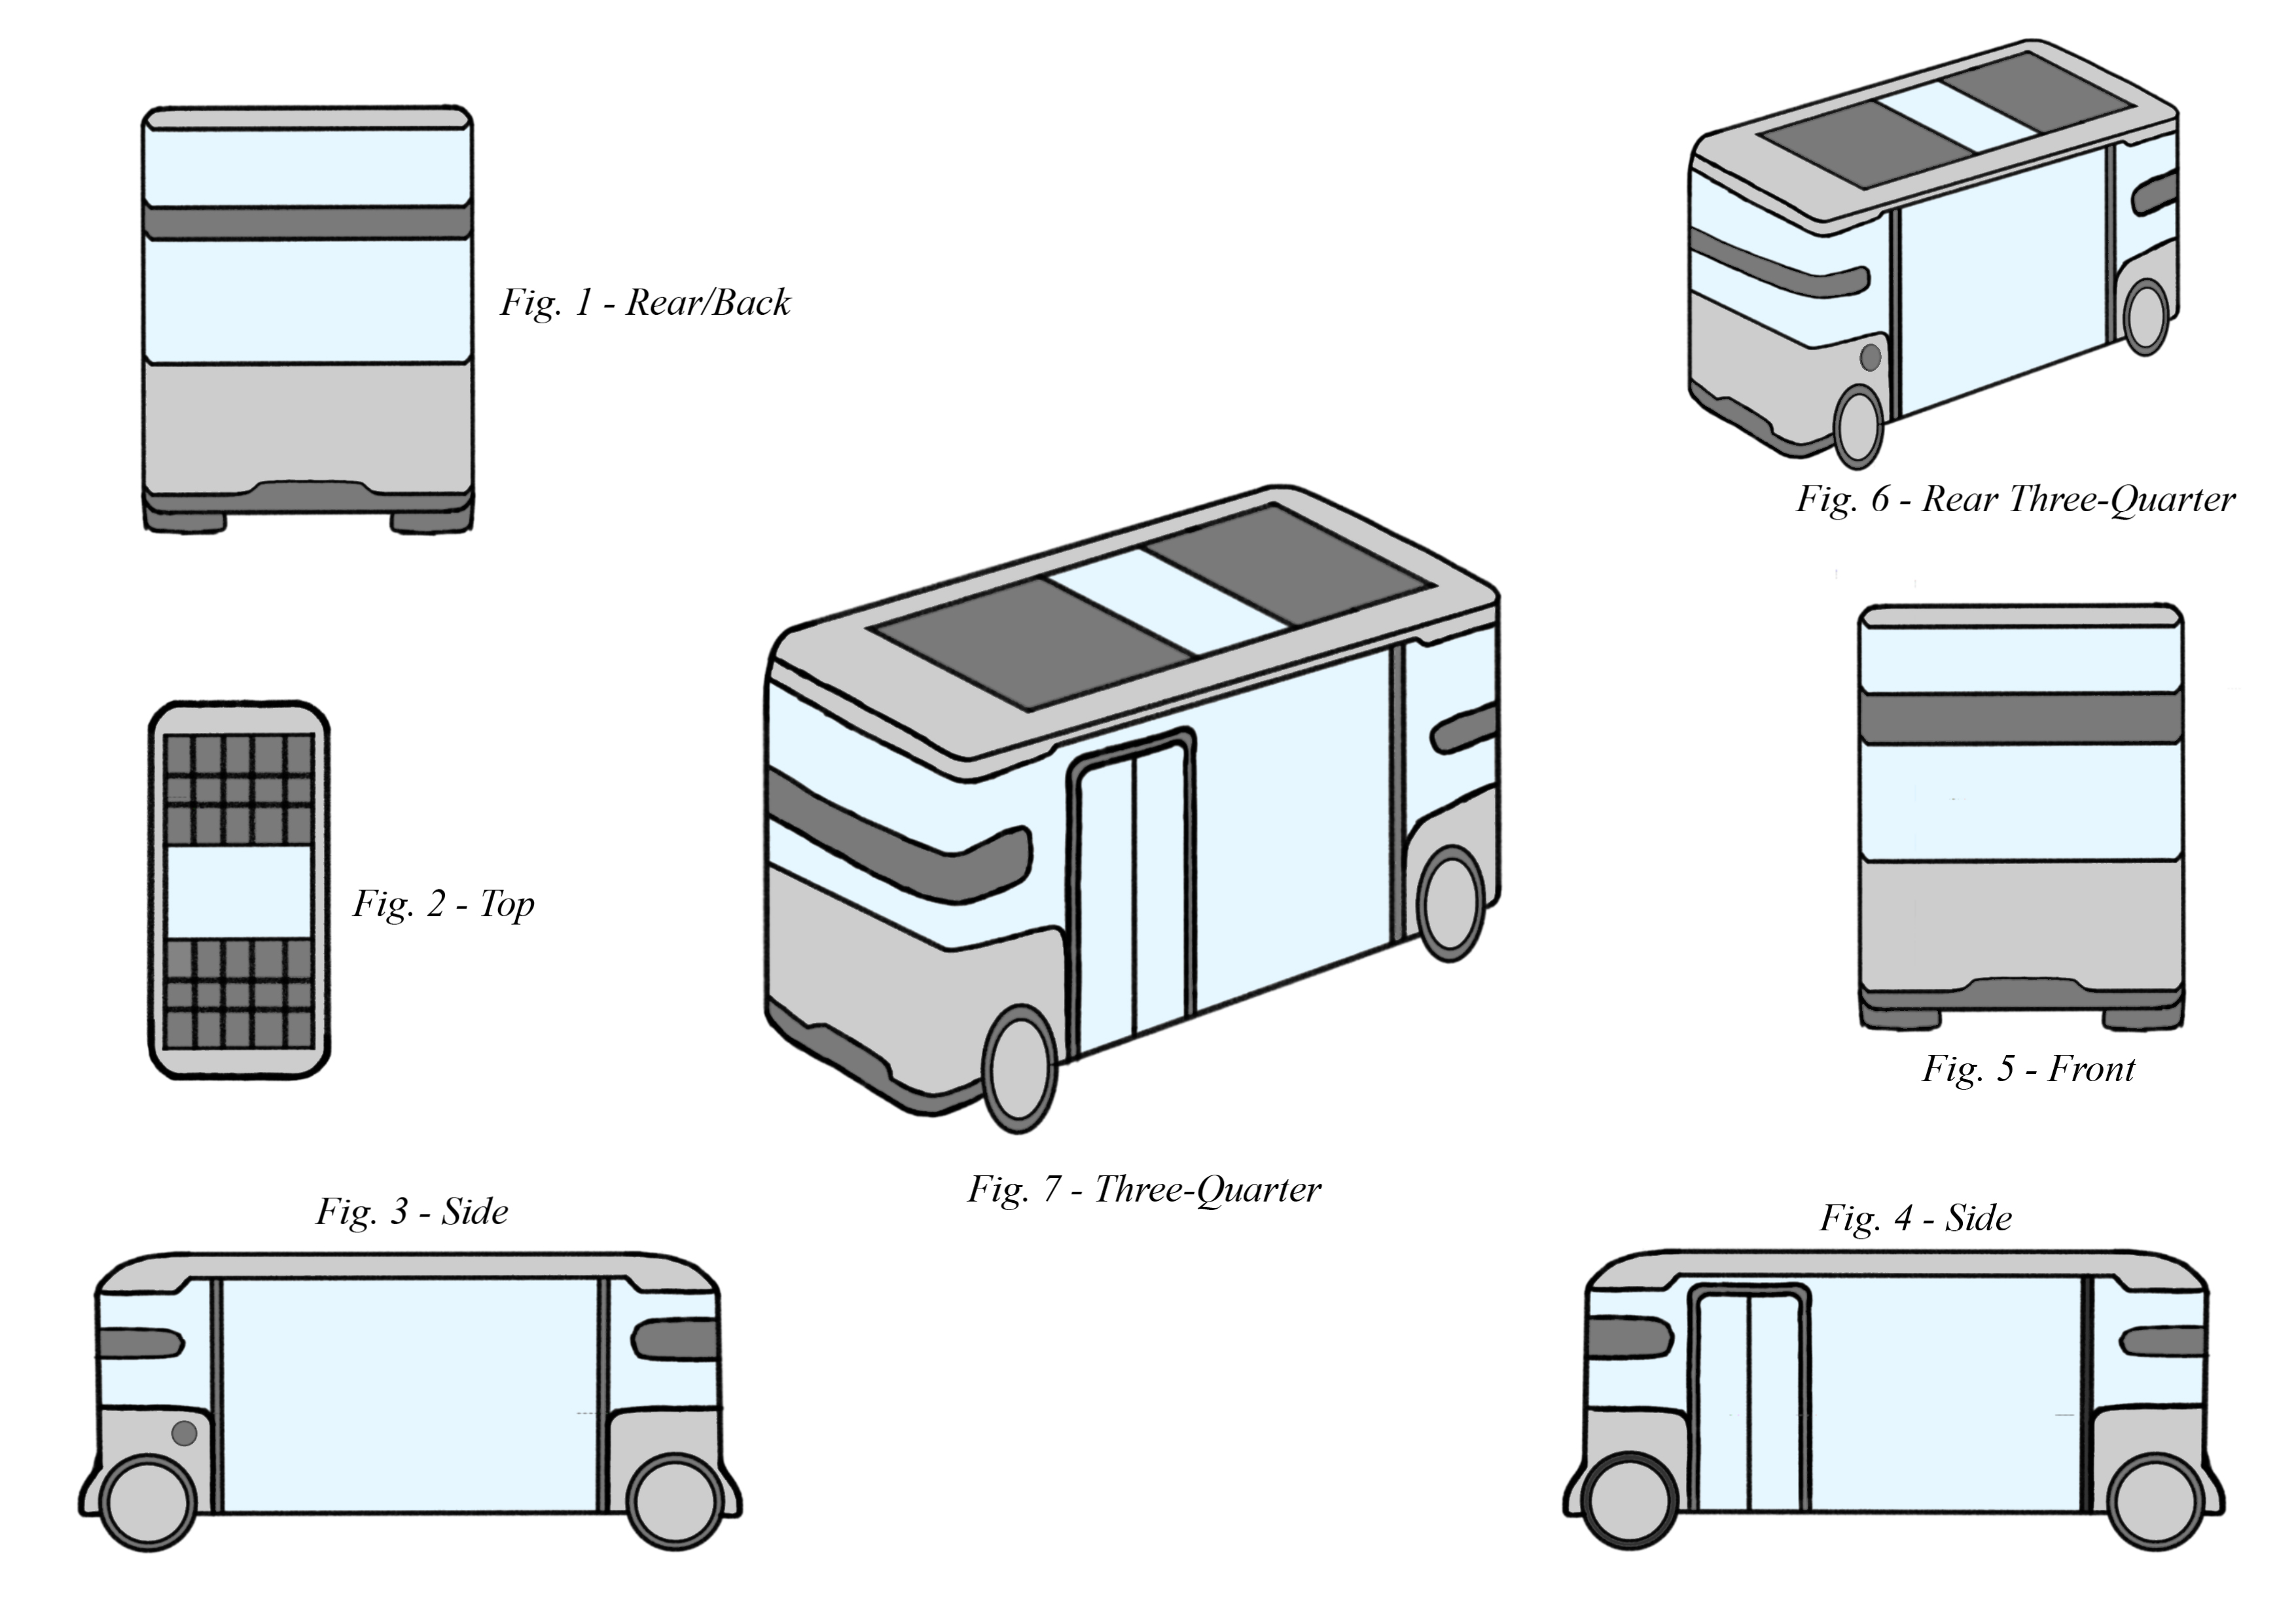 Fig. 1 - Rear/Back
Fig. 6 - Rear Three-Quarter
Fig. 2 - Top
Fig. 5 - Front
Fig. 7 - Three-Quarter
Fig. 3 - Side
Fig. 4 - Side